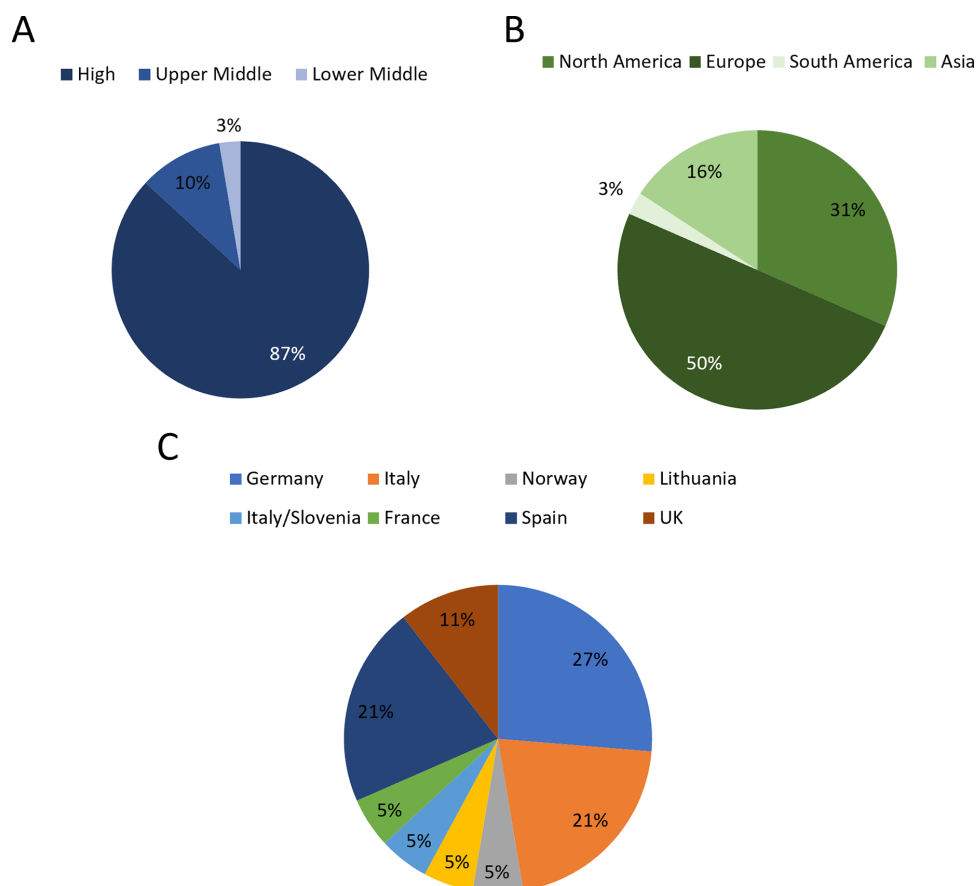 A
High Upper Middle Lower Middle
3%
10%
87%
B
North America Europe South America Asia
16%
3%
31%
50%
C
Germany Italy Norway Lithuania
Italy/Slovenia France Spain UK
11%
27%
21%
5%
21%
5%
5%
5%